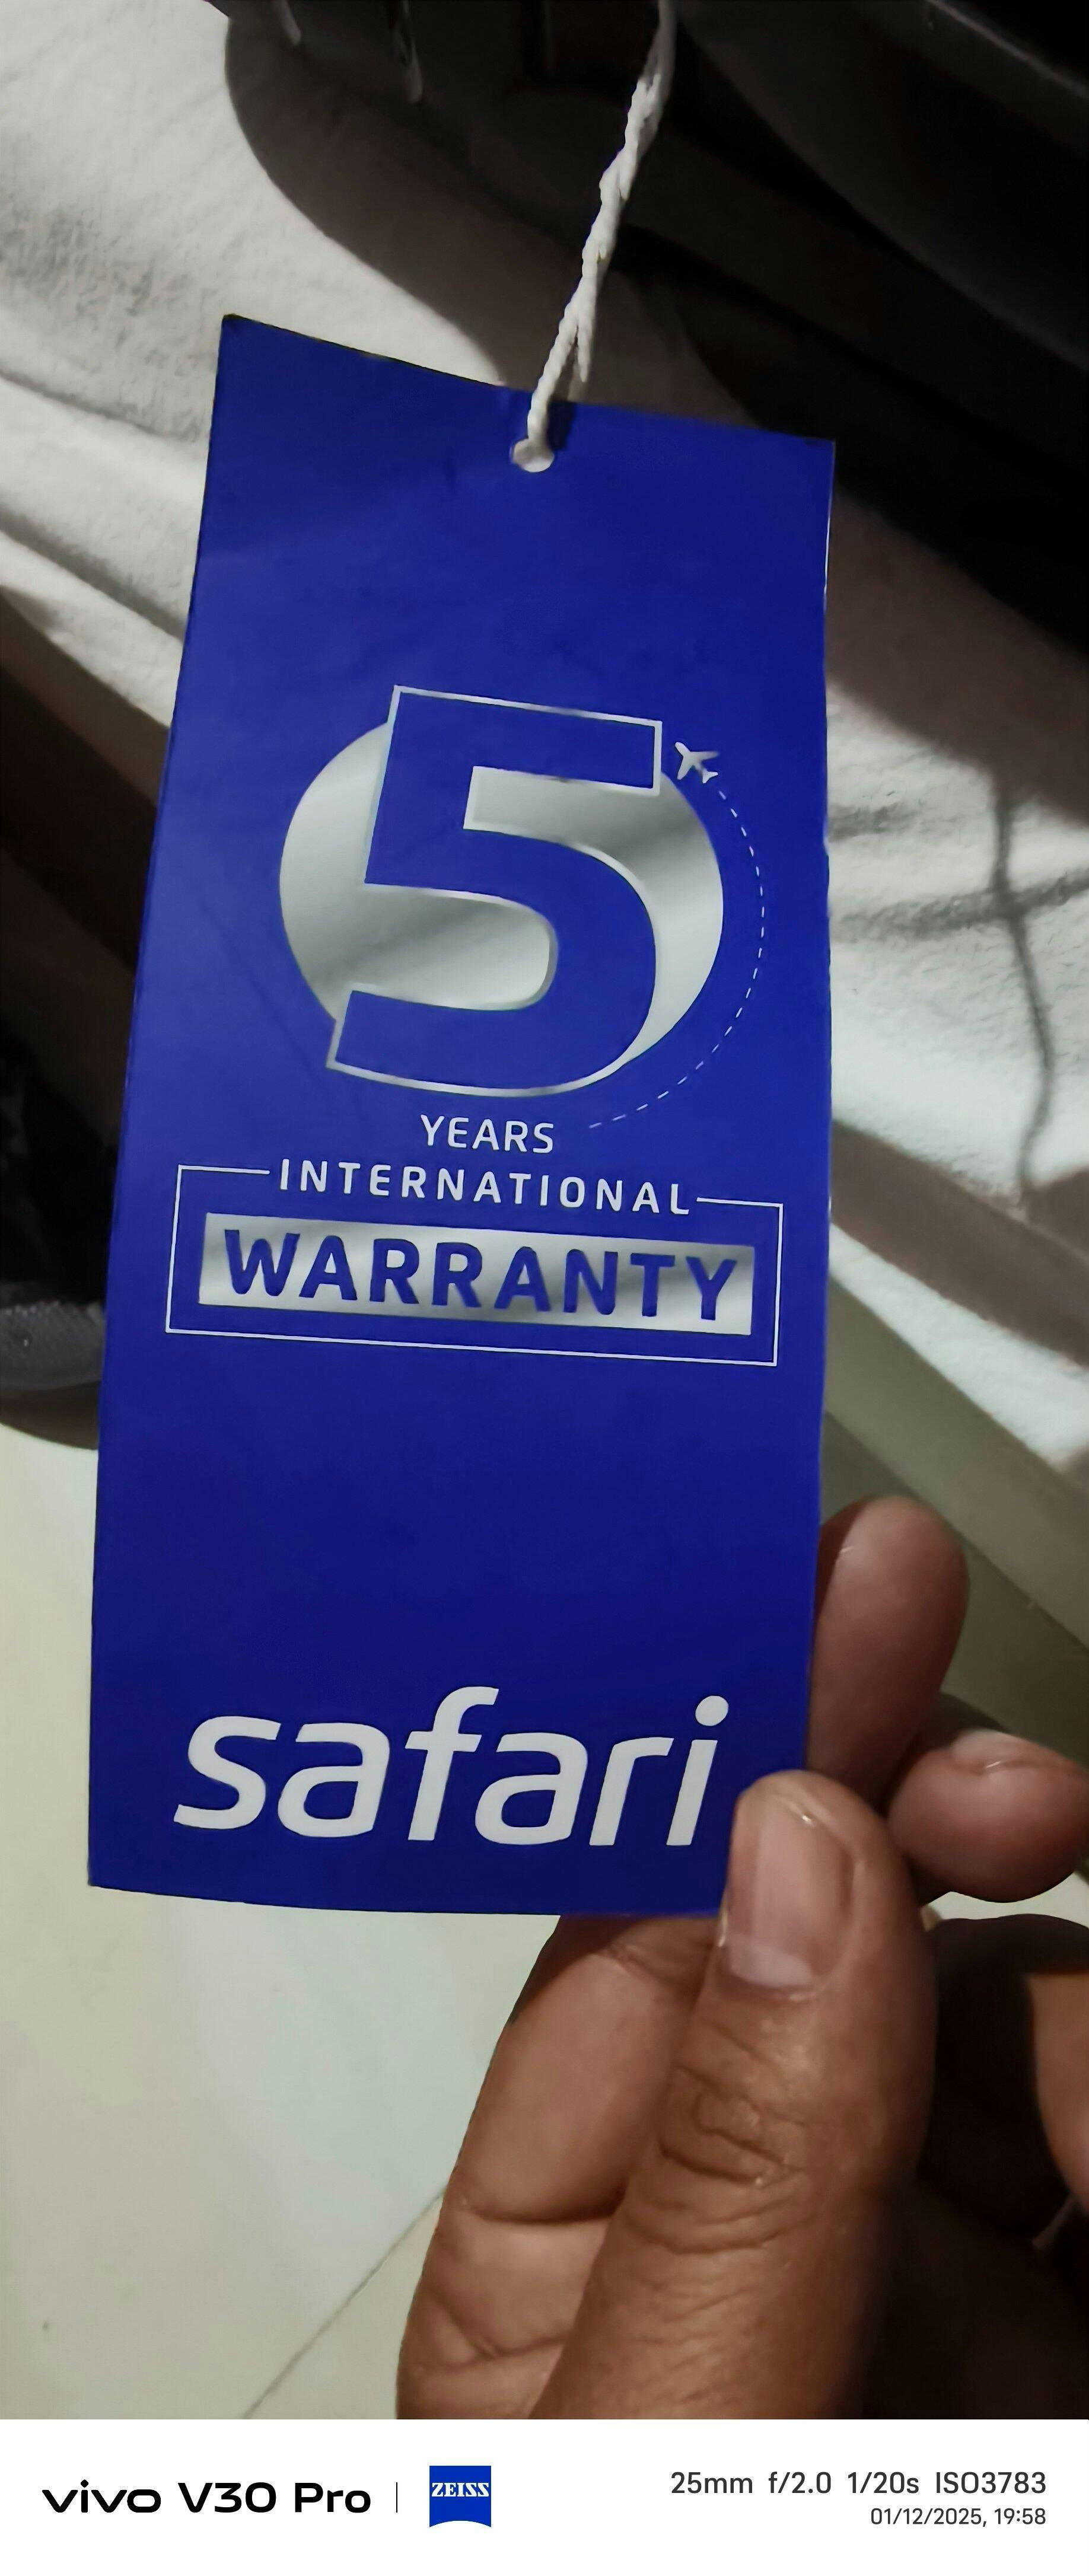 5
YEARS
INTERNATIONAL
WARRANTY
safari
vivo V30 Pro | ZEISS
25mm f/2.0 1/20s ISO3783
01/12/2025, 19:58